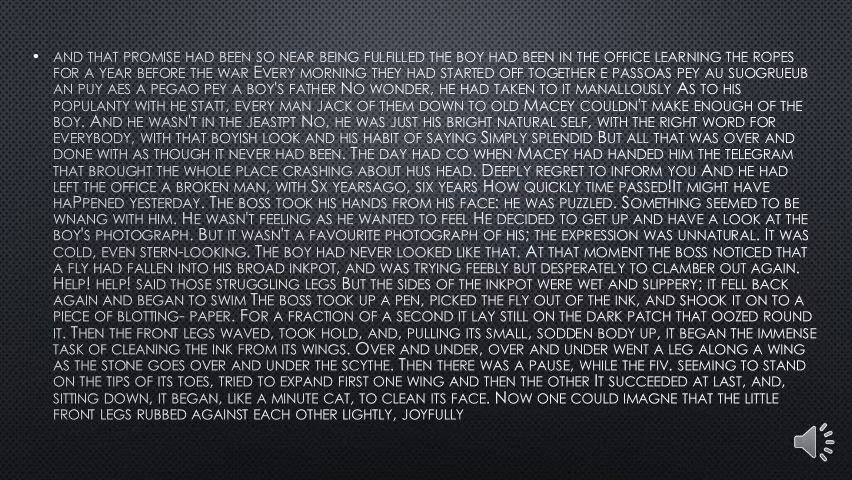 • AND THAT PROMISE HAD BEEN SO NEAR BEING FULFILLED THE BOY HAD BEEN IN THE OFFICE LEARNING THE ROPES
FOR A YEAR BEFORE THE WAR EVERY MORNING THEY HAD STARTED OFF TOGETHER E PASSOAS PEY AU SUOGRUEUB
AN PUY AES A PEGAO PEY A BOY'S FATHER NO WONDER, HE HAD TAKEN TO IT MANALLOUSLY AS TO HIS
POPULANTY WITH HE STATT, EVERY MAN JACK OF THEM DOWN TO OLD MACEY COULDN'T MAKE ENOUGH OF THE
BOY. AND HE WASN'T IN THE JEASTPT NO, HE WAS JUST HIS BRIGHT NATURAL SELF, WITH THE RIGHT WORD FOR
EVERYBODY, WITH THAT BOYISH LOOK AND HIS HABIT OF SAYING SIMPLY SPLENDID BUT ALL THAT WAS OVER AND
DONE WITH AS THOUGH IT NEVER HAD BEEN. THE DAY HAD CO WHEN MACEY HAD HANDED HIM THE TELEGRAM
THAT BROUGHT THE WHOLE PLACE CRASHING ABOUT HUS HEAD. DEEPLY REGRET TO INFORM YOU AND HE HAD
LEFT THE OFFICE A BROKEN MAN, WITH SX YEARSAGO, SIX YEARS HOW QUICKLY TIME PASSED!IT MIGHT HAVE
HAPPENED YESTERDAY. THE BOSS TOOK HIS HANDS FROM HIS FACE: HE WAS PUZZLED. SOMETHING SEEMED TO BE
WNANG WITH HIM. HE WASN'T FEELING AS HE WANTED TO FEEL HE DECIDED TO GET UP AND HAVE A LOOK AT THE
BOY'S PHOTOGRAPH. BUT IT WASN'T A FAVOURITE PHOTOGRAPH OF HIS; THE EXPRESSION WAS UNNATURAL. IT WAS
COLD, EVEN STERN-LOOKING. THE BOY HAD NEVER LOOKED LIKE THAT. AT THAT MOMENT THE BOSS NOTICED THAT
A FLY HAD FALLEN INTO HIS BROAD INKPOT, AND WAS TRYING FEEBLY BUT DESPERATELY TO CLAMBER OUT AGAIN.
HELP! HELP! SAID THOSE STRUGGLING LEGS BUT THE SIDES OF THE INKPOT WERE WET AND SLIPPERY; IT FELL BACK
AGAIN AND BEGAN TO SWIM THE BOSS TOOK UP A PEN, PICKED THE FLY OUT OF THE INK, AND SHOOK IT ON TO A
PIECE OF BLOTTING- PAPER. FOR A FRACTION OF A SECOND IT LAY STILL ON THE DARK PATCH THAT OOZED ROUND
IT. THEN THE FRONT LEGS WAVED, TOOK HOLD, AND, PULLING ITS SMALL, SODDEN BODY UP, IT BEGAN THE IMMENSE
TASK OF CLEANING THE INK FROM ITS WINGS. OVER AND UNDER, OVER AND UNDER WENT A LEG ALONG A WING
AS THE STONE GOES OVER AND UNDER THE SCYTHE. THEN THERE WAS A PAUSE, WHILE THE FIV. SEEMING TO STAND
ON THE TIPS OF ITS TOES, TRIED TO EXPAND FIRST ONE WING AND THEN THE OTHER IT SUCCEEDED AT LAST, AND,
SITTING DOWN, IT BEGAN, LIKE A MINUTE CAT, TO CLEAN ITS FACE. NOW ONE COULD IMAGNE THAT THE LITTLE
FRONT LEGS RUBBED AGAINST EACH OTHER LIGHTLY, JOYFULLY